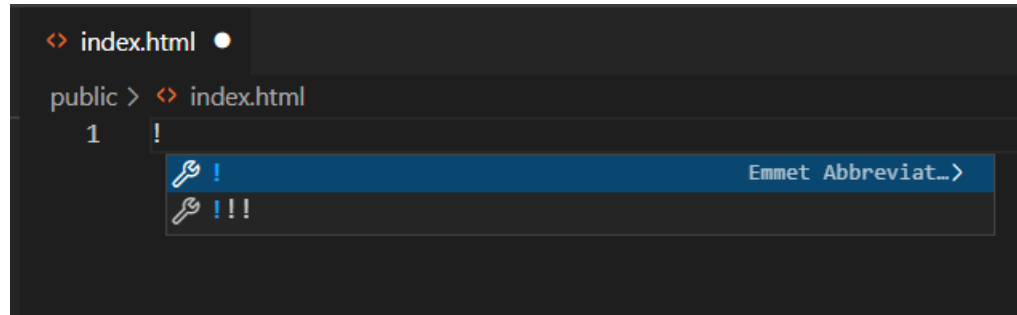 index.html
public > index.html
1 !
! Emmet Abbreviat...>
!!!